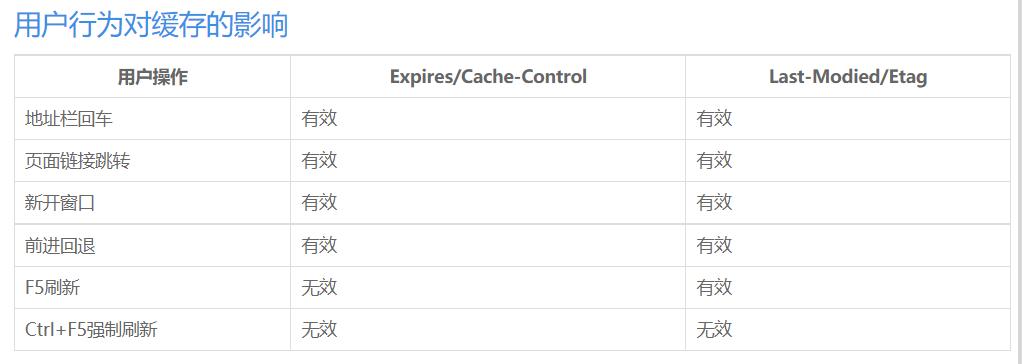 用户行为对缓存的影响
用户操作 Expires/Cache-Control Last-Modied/Etag
地址栏回车 有效 有效
页面链接跳转 有效 有效
新开窗口 有效 有效
前进回退 有效 有效
F5刷新 无效 有效
Ctrl+F5强制刷新 无效 无效